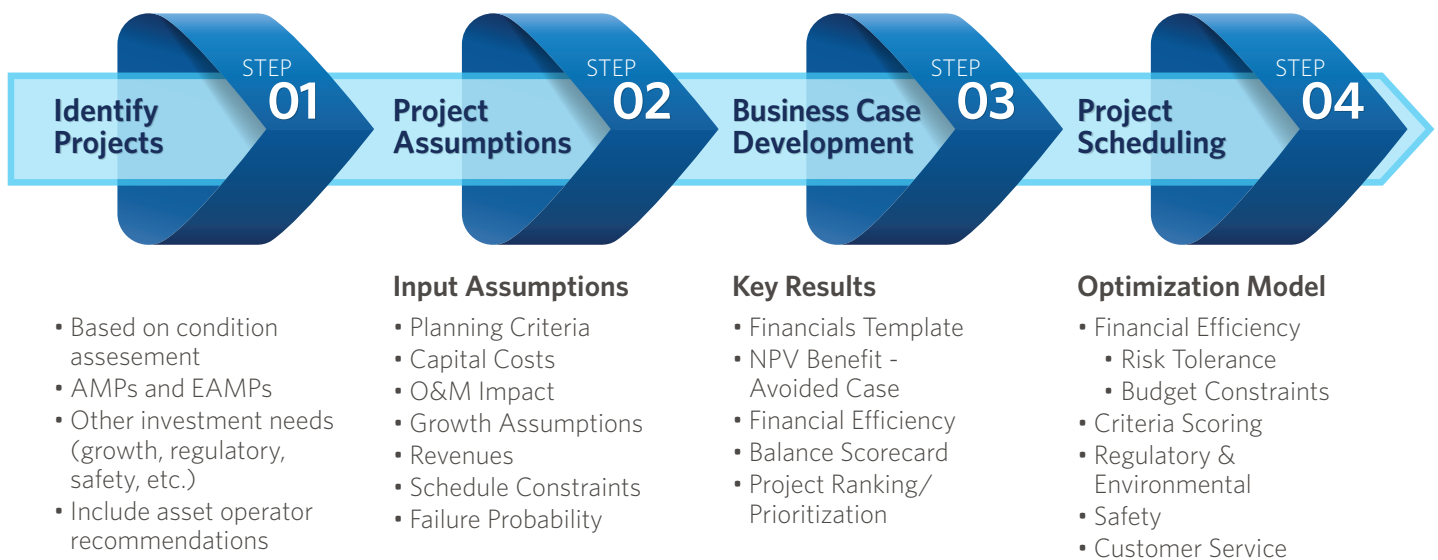 STEP
01
Identify
Projects
STEP
02
Project
Assumptions
STEP
03
Business Case
Development
STEP
04
Project
Scheduling
• Based on condition
assesement
• AMPs and EAMPs
• Other investment needs
(growth, regulatory,
safety, etc.)
• Include asset operator
recommendations
Input Assumptions
• Planning Criteria
• Capital Costs
• O&M Impact
• Growth Assumptions
• Revenues
• Schedule Constraints
• Failure Probability
Key Results
• Financials Template
• NPV Benefit -
Avoided Case
• Financial Efficiency
• Balance Scorecard
• Project Ranking/
Prioritization
Optimization Model
• Financial Efficiency
• Risk Tolerance
• Budget Constraints
• Criteria Scoring
• Regulatory &
Environmental
• Safety
• Customer Service